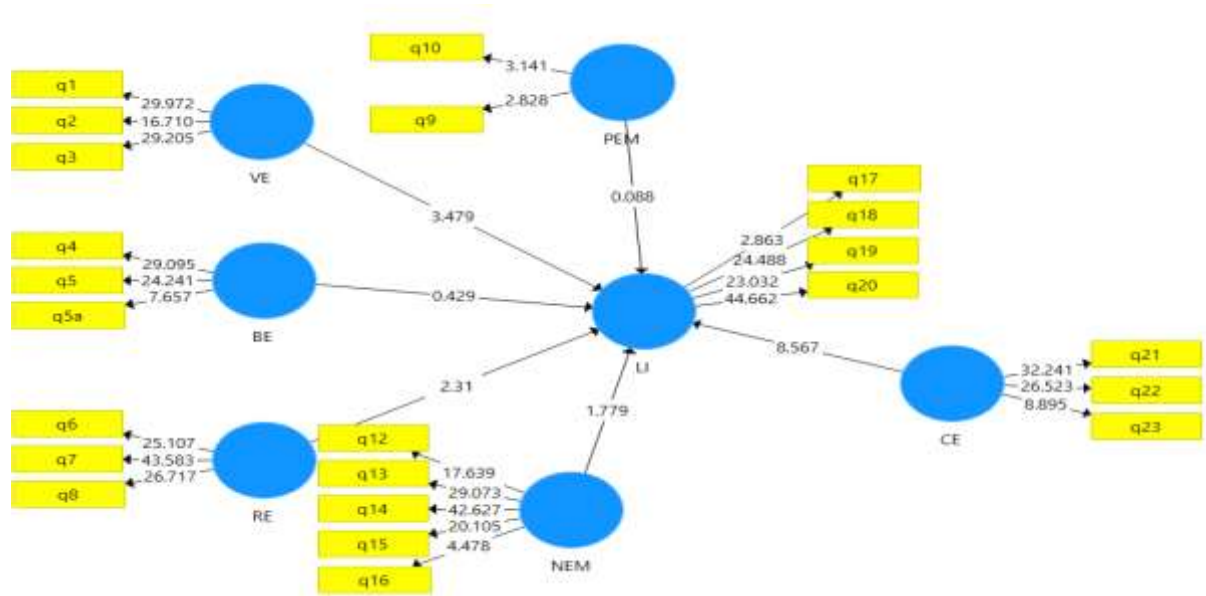 q1
q2
q3
29.972
16.710
29.205
VE
q10
q9
3.141
2.828
PEM
3.479
0.088
q4
q5
q5a
29.095
24.241
7.657
BE
0.429
q17
q18
q19
q20
2.863
24.488
23.032
44.662
LI
8.567
q21
q22
q23
32.241
26.523
8.895
CE
2.31
1.779
q6
q7
q8
25.107
43.583
26.717
RE
q12
q13
q14
q15
q16
17.639
29.073
42.627
20.105
4.478
NEM